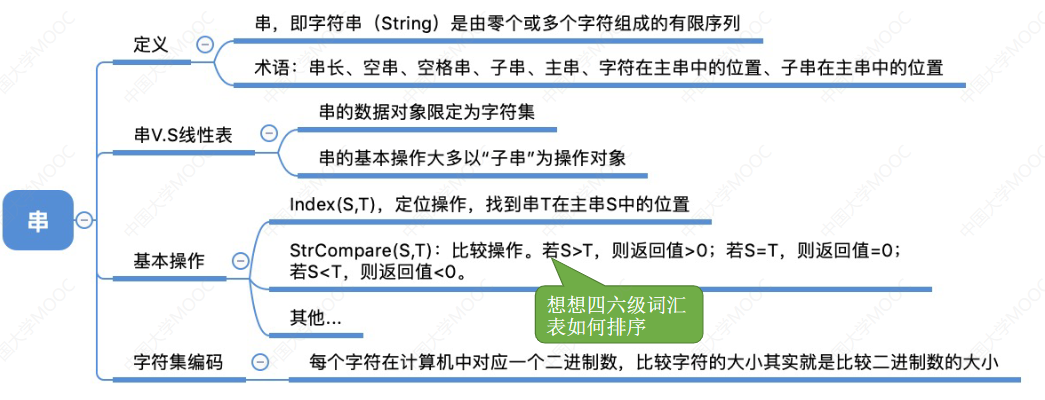 串，即字符串（String）是由零个或多个字符组成的有限序列
定义
术语：串长、空串、空格串、子串、主串、字符在主串中的位置、子串在主串中的位置
串的数据对象限定为字符集
串V.S线性表
串的基本操作大多以“子串”为操作对象
串
Index(S,T)，定位操作，找到串T在主串S中的位置
基本操作
StrCompare(S,T)：比较操作。若S>T，则返回值>0；若S=T，则返回值=0；
若S<T，则返回值<0。
想想四六级词汇
表如何排序
其他...
字符集编码
每个字符在计算机中对应一个二进制数，比较字符的大小其实就是比较二进制数的大小
中国大学MOOC